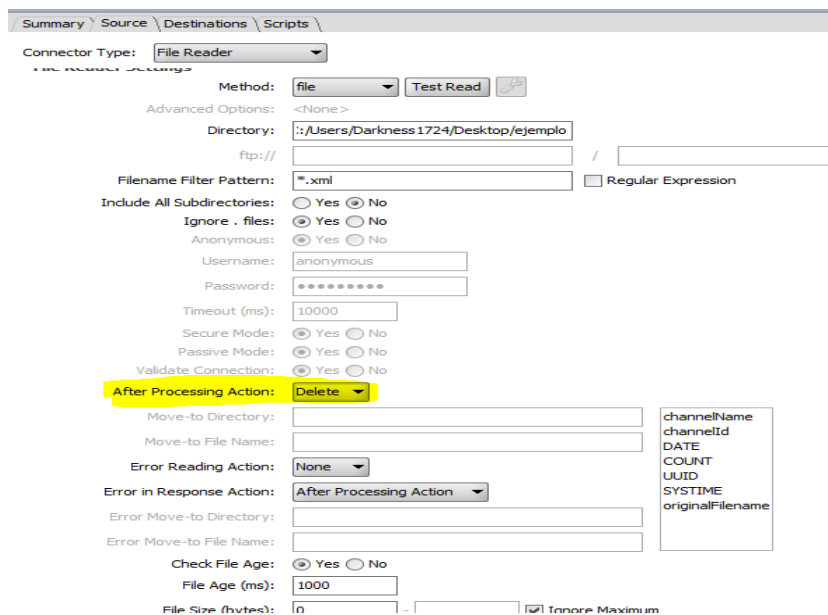 Summary Source Destinations Scripts
Connector Type: File Reader
File Reader Settings
Method: file Test Read
Advanced Options: <None>
Directory: :/Users/Darkness1724/Desktop/ejemplo
ftp:// /
Filename Filter Pattern: *.xml Regular Expression
Include All Subdirectories: Yes No
Ignore . files: Yes No
Anonymous: Yes No
Username: anonymous
Password: ●●●●●●●●●
Timeout (ms): 10000
Secure Mode: Yes No
Passive Mode: Yes No
Validate Connection: Yes No
After Processing Action: Delete
Move-to Directory: channelName
channelId
Move-to File Name: DATE
COUNT
Error Reading Action: None UUID
Error in Response Action: After Processing Action SYSTIME
originalFilename
Error Move-to Directory:
Error Move-to File Name:
Check File Age: Yes No
File Age (ms): 1000
File Size (bytes): 0 - Ignore Maximum